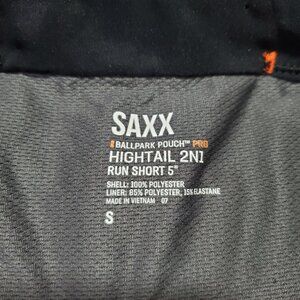 SAXX
BALLPARK POUCH™ PRO
HIGHTAIL 2N1
RUN SHORT 5"
SHELL: 100% POLYESTER
LINER: 85% POLYESTER, 15% ELASTANE
MADE IN VIETNAM 07
S